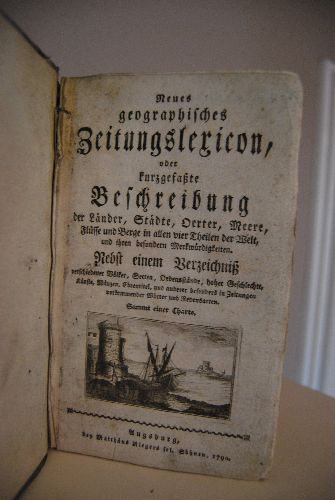 Neues
geographisches
Zeitungslexicon,
oder
kurzgefaßte
Beschreibung
der Länder, Städte, Oerter, Meere,
Flüsse und Berge in allen vier Theilen der Welt,
und ihren besondern Merkwürdigkeiten.
Nebst einem Verzeichniß
verschiedener Völker, Secten, Ordensstände, hoher Geschlechte,
Künste, Münzen, Ehrentitel, und anderer besonders in Zeitungen
vorkommender Wörter und Redensarten.
Sammt einer Charte.
Augsburg,
bey Matthäus Riegers sel. Söhnen. 1790.